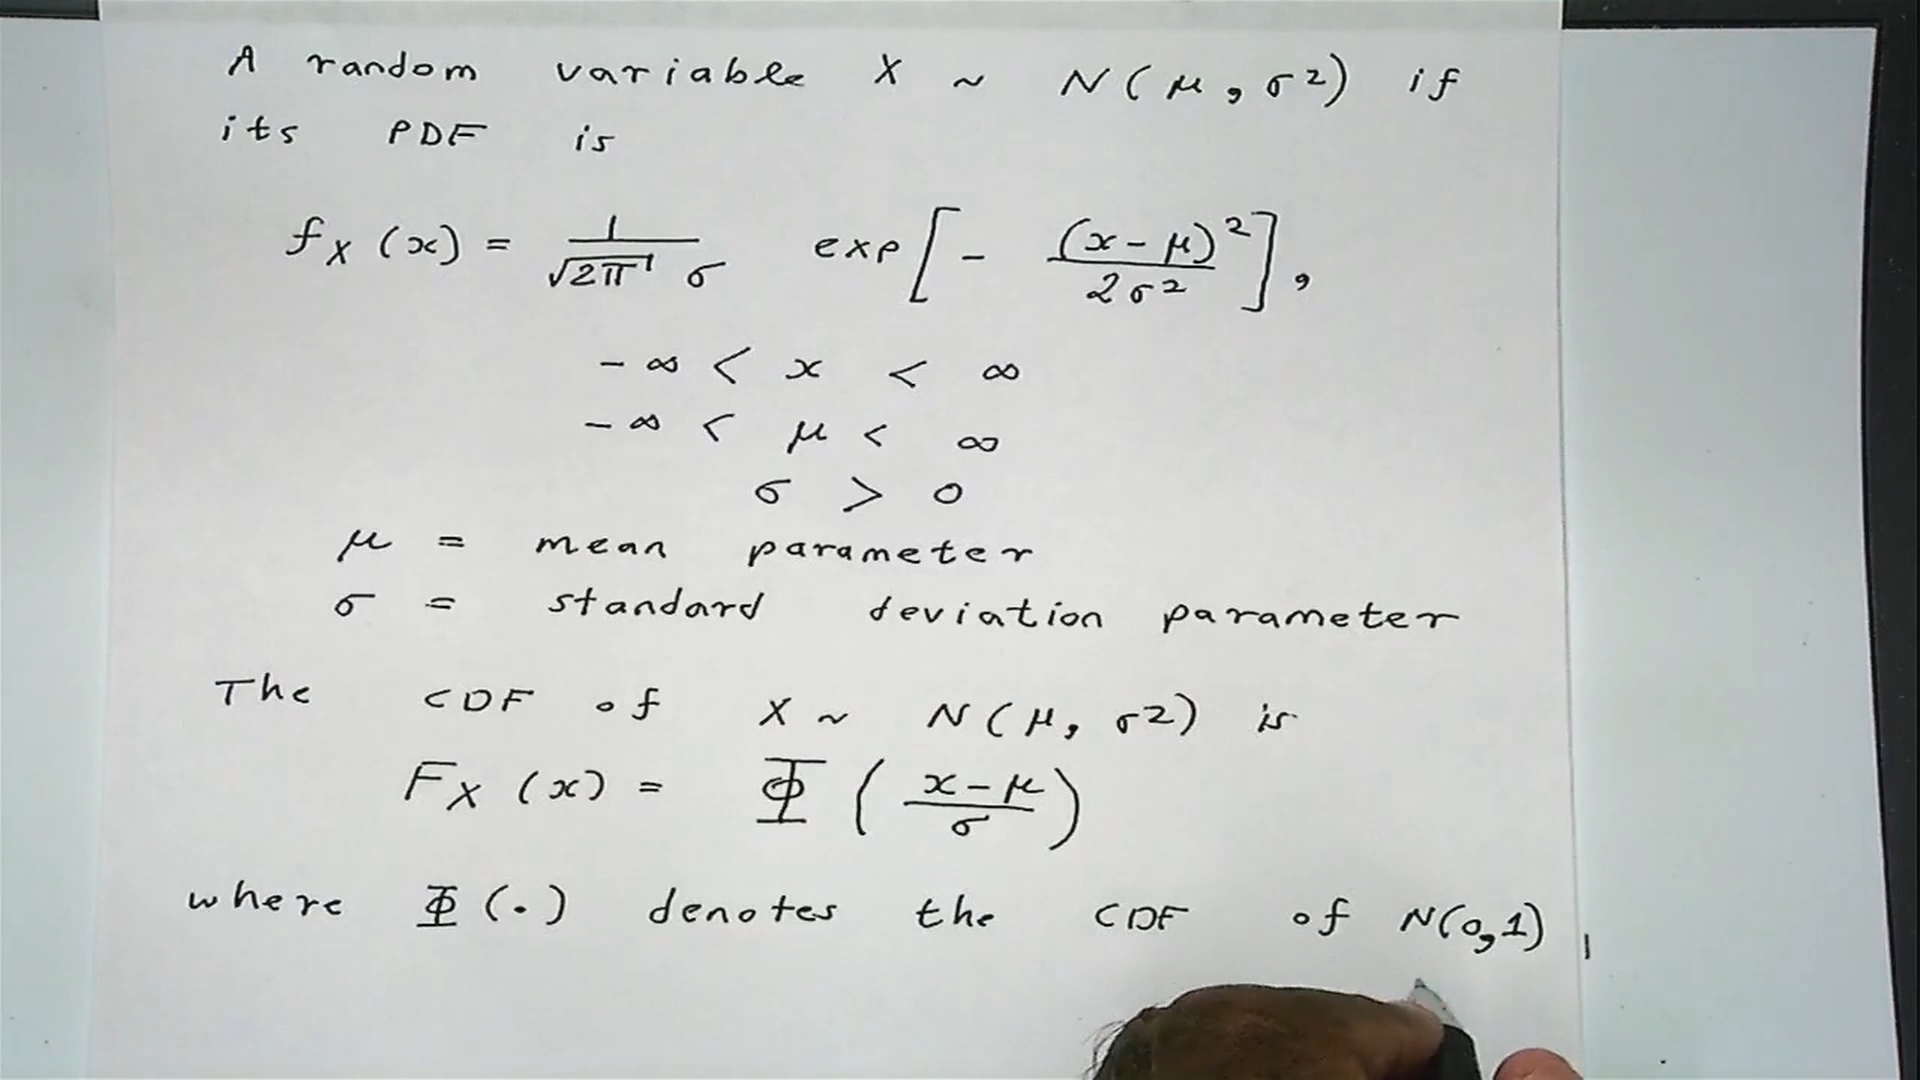 A random variable X ~ N(μ, σ²) if
its PDF is
f_X(x) = 1/(√2π σ) exp[- (x-μ)²/(2σ²)],
-∞ < x < ∞
-∞ < μ < ∞
σ > 0
μ = mean parameter
σ = standard deviation parameter
The CDF of X ~ N(μ, σ²) is
F_X(x) = Φ((x-μ)/σ)
where Φ(·) denotes the CDF of N(0,1)